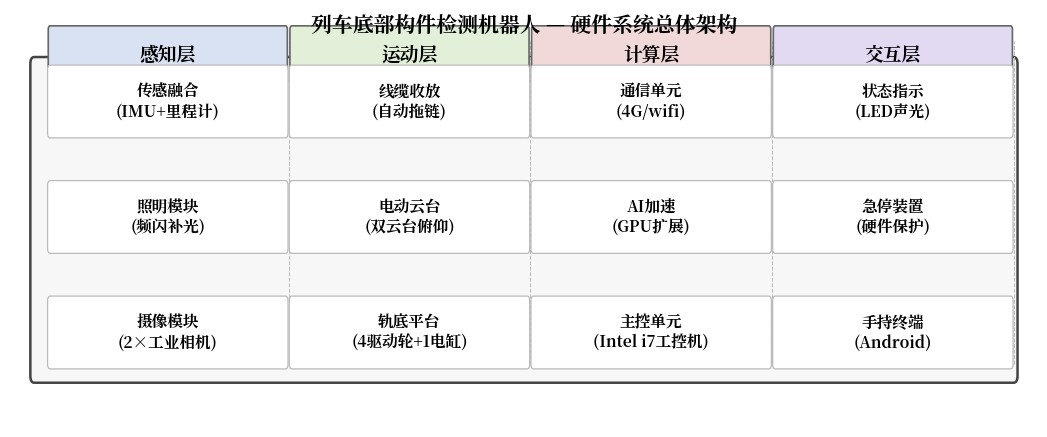 列车底部构件检测机器人 — 硬件系统总体架构
感知层
运动层
计算层
交互层
传感融合
(IMU+里程计)
线缆收放
(自动拖链)
通信单元
(4G/wifi)
状态指示
(LED声光)
照明模块
(频闪补光)
电动云台
(双云台俯仰)
AI加速
(GPU扩展)
急停装置
(硬件保护)
摄像模块
(2×工业相机)
轨底平台
(4驱动轮+1电缸)
主控单元
(Intel i7工控机)
手持终端
(Android)